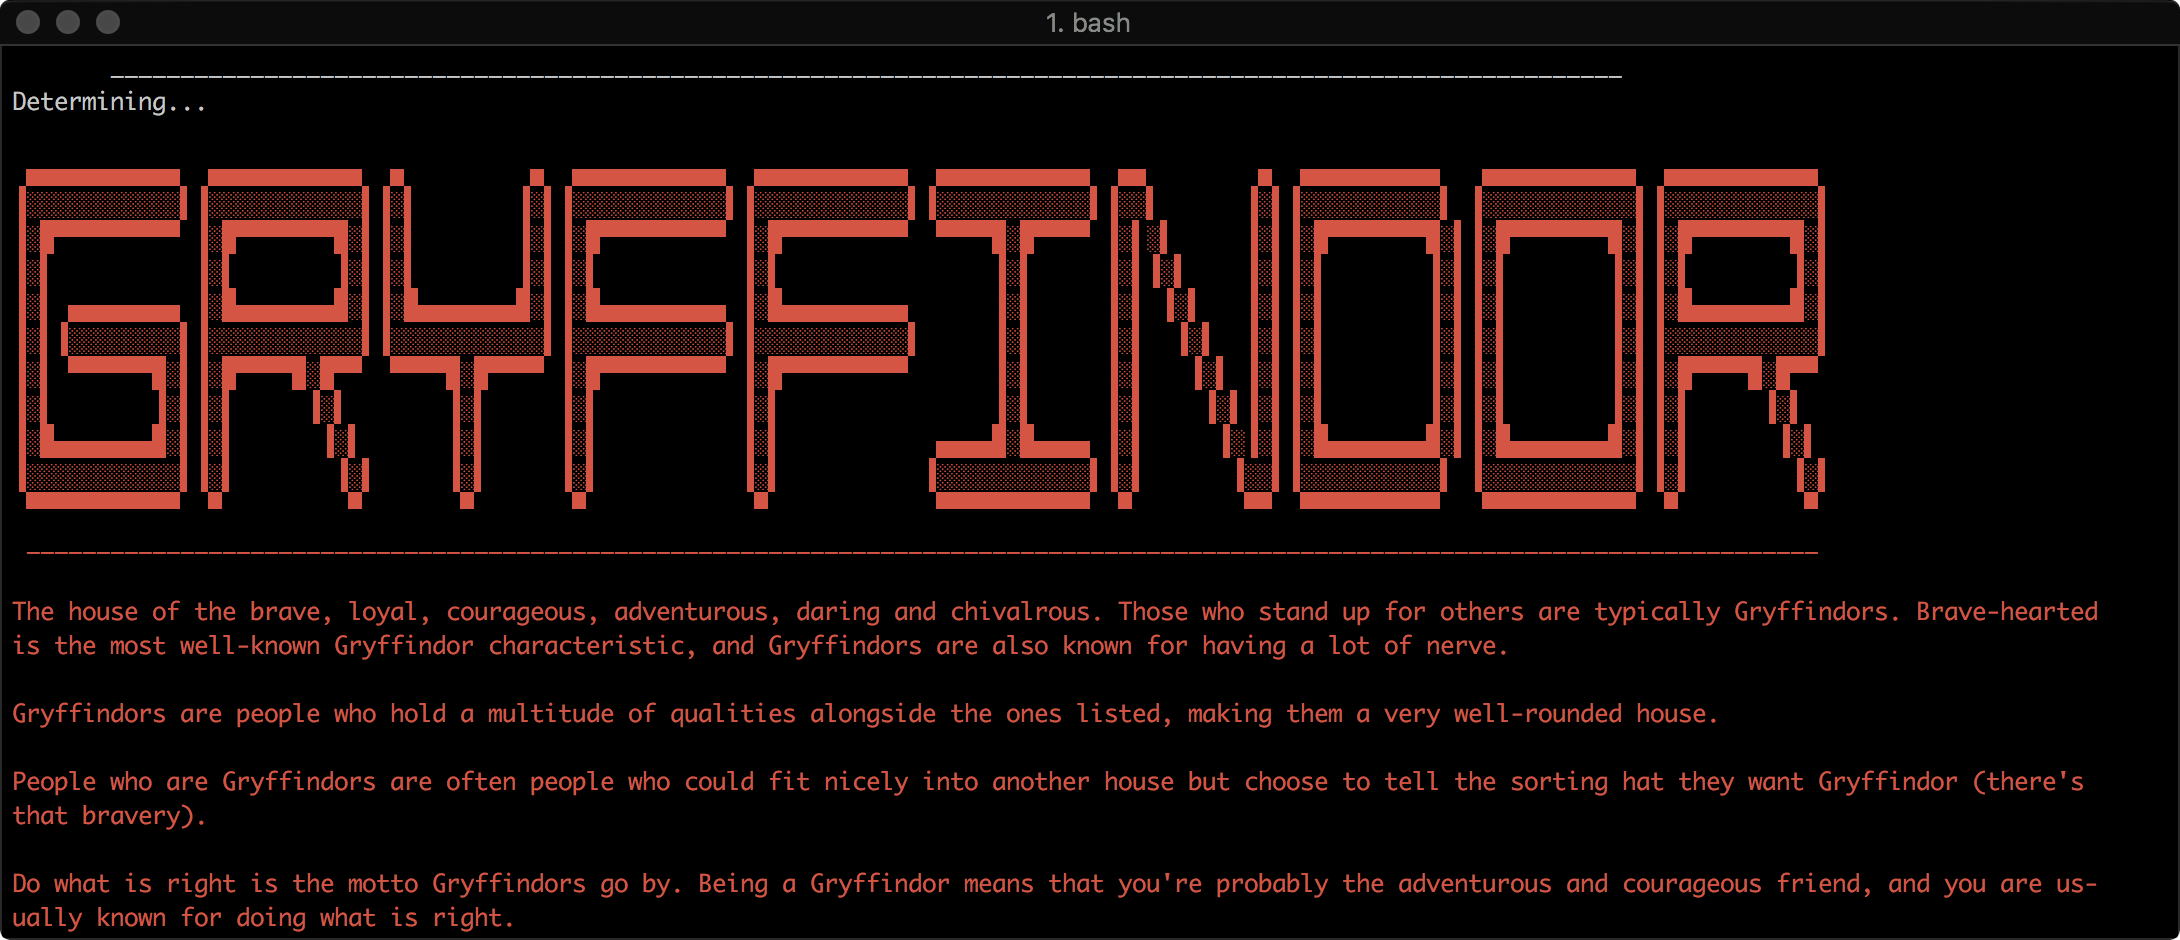 1. bash
Determining...
GRYFFINDOR
The house of the brave, loyal, courageous, adventurous, daring and chivalrous. Those who stand up for others are typically Gryffindors. Brave-hearted
is the most well-known Gryffindor characteristic, and Gryffindors are also known for having a lot of nerve.
Gryffindors are people who hold a multitude of qualities alongside the ones listed, making them a very well-rounded house.
People who are Gryffindors are often people who could fit nicely into another house but choose to tell the sorting hat they want Gryffindor (there's
that bravery).
Do what is right is the motto Gryffindors go by. Being a Gryffindor means that you're probably the adventurous and courageous friend, and you are us-
ually known for doing what is right.